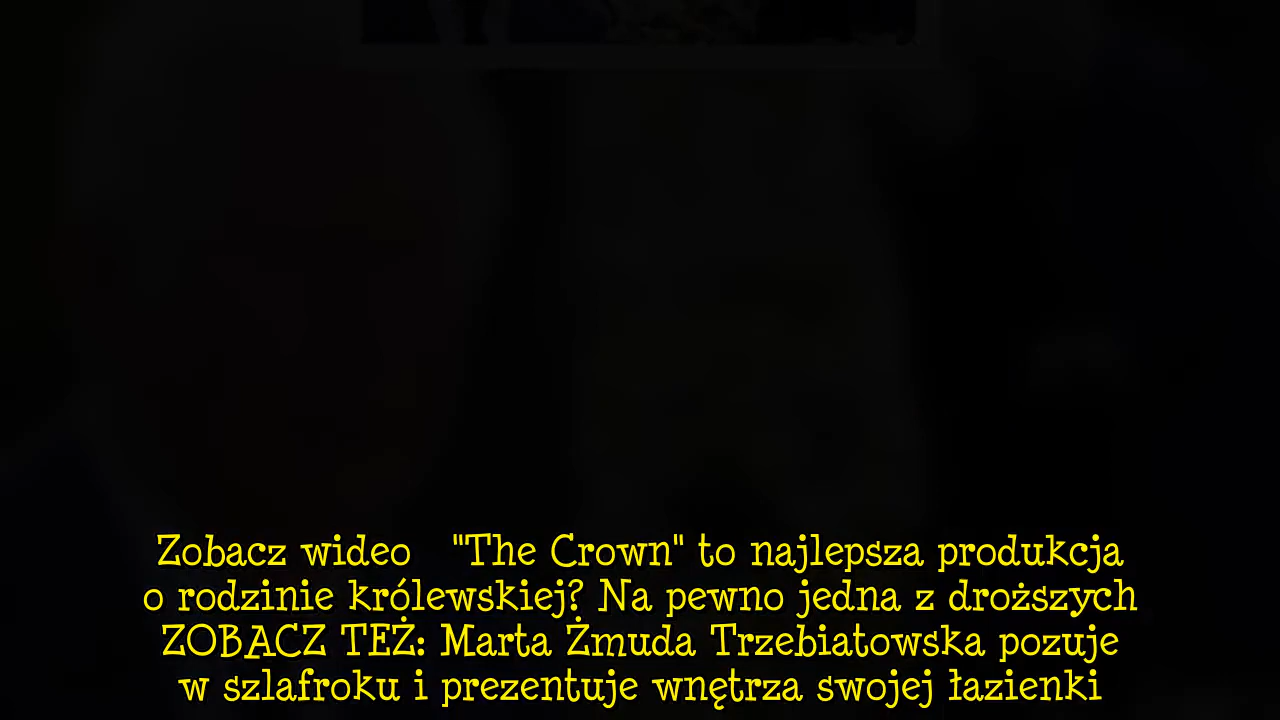 Zobacz wideo "The Crown" to najlepsza produkcja
o rodzinie królewskiej? Na pewno jedna z droższych
ZOBACZ TEŻ: Marta Żmuda Trzebiatowska pozuje
w szlafroku i prezentuje wnętrza swojej łazienki